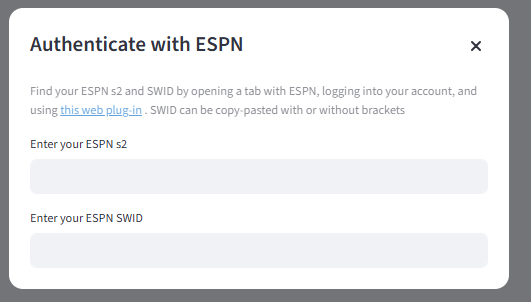 Authenticate with ESPN
Find your ESPN s2 and SWID by opening a tab with ESPN, logging into your account, and
using this web plug-in . SWID can be copy-pasted with or without brackets
Enter your ESPN s2
Enter your ESPN SWID